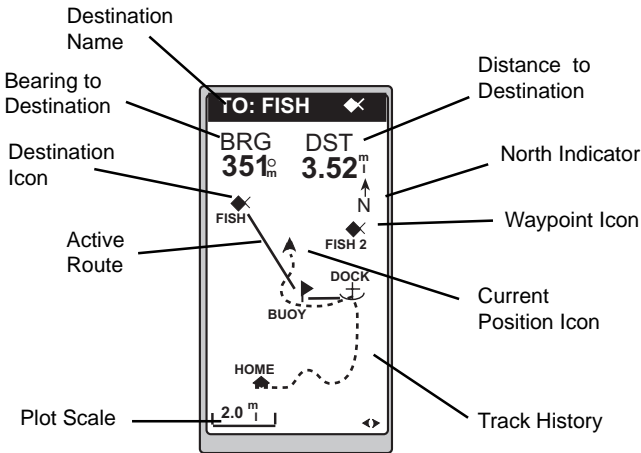 Destination
Name
Bearing to
Destination
Destination
Icon
Active
Route
Plot Scale
TO: FISH
BRG DST
351°m 3.52 m l
N
FISH
FISH 2
DOCK
BUOY
HOME
2.0 m l
Distance to
Destination
North Indicator
Waypoint Icon
Current
Position Icon
Track History